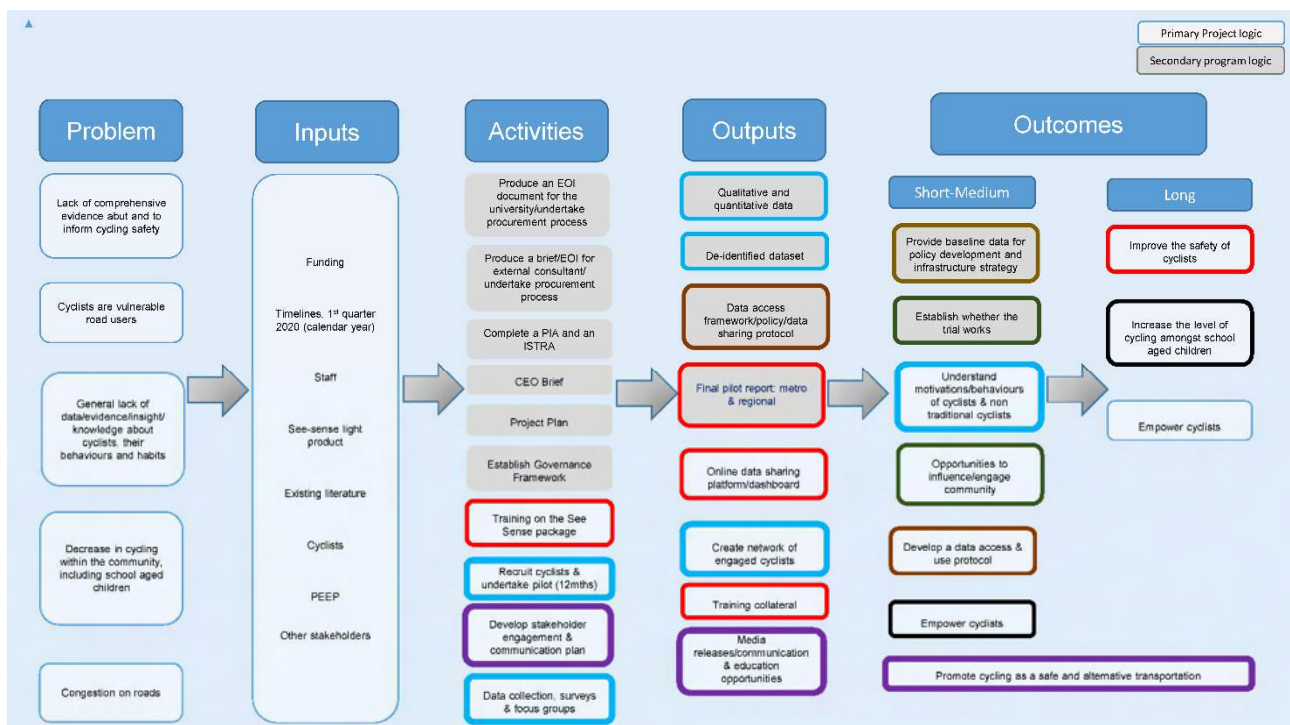 Primary Project logic
Secondary program logic
Problem
Inputs
Activities
Outputs
Outcomes
Short-Medium
Long
Lack of comprehensive
evidence abut and to
inform cycling safety
Cyclists are vulnerable
road users
General lack of
data/evidence/insight/
knowledge about
cyclists, their
behaviours and habits
Decrease in cycling
within the community,
including school aged
children
Congestion on roads
Funding
Timelines, 1st quarter
2020 (calendar year)
Staff
See-sense light
product
Existing literature
Cyclists
PEEP
Other stakeholders
Produce an EOI
document for the
university/undertake
procurement process
Produce a brief/EOI for
external consultant/
undertake procurement
process
Complete a PIA and an
ISTRA
CEO Brief
Project Plan
Establish Governance
Framework
Training on the See
Sense package
Recruit cyclists &
undertake pilot (12mths)
Develop stakeholder
engagement &
communication plan
Data collection, surveys
& focus groups
Qualitative and
quantitative data
De-identified dataset
Data access
framework/policy/data
sharing protocol
Final pilot report: metro
& regional
Online data sharing
platform/dashboard
Create network of
engaged cyclists
Training collateral
Media
releases/communication
& education
opportunities
Provide baseline data for
policy development and
infrastructure strategy
Establish whether the
trial works
Understand
motivations/behaviours
of cyclists & non
traditional cyclists
Opportunities to
influence/engage
community
Develop a data access &
use protocol
Empower cyclists
Promote cycling as a safe and alternative transportation
Improve the safety of
cyclists
Increase the level of
cycling amongst school
aged children
Empower cyclists